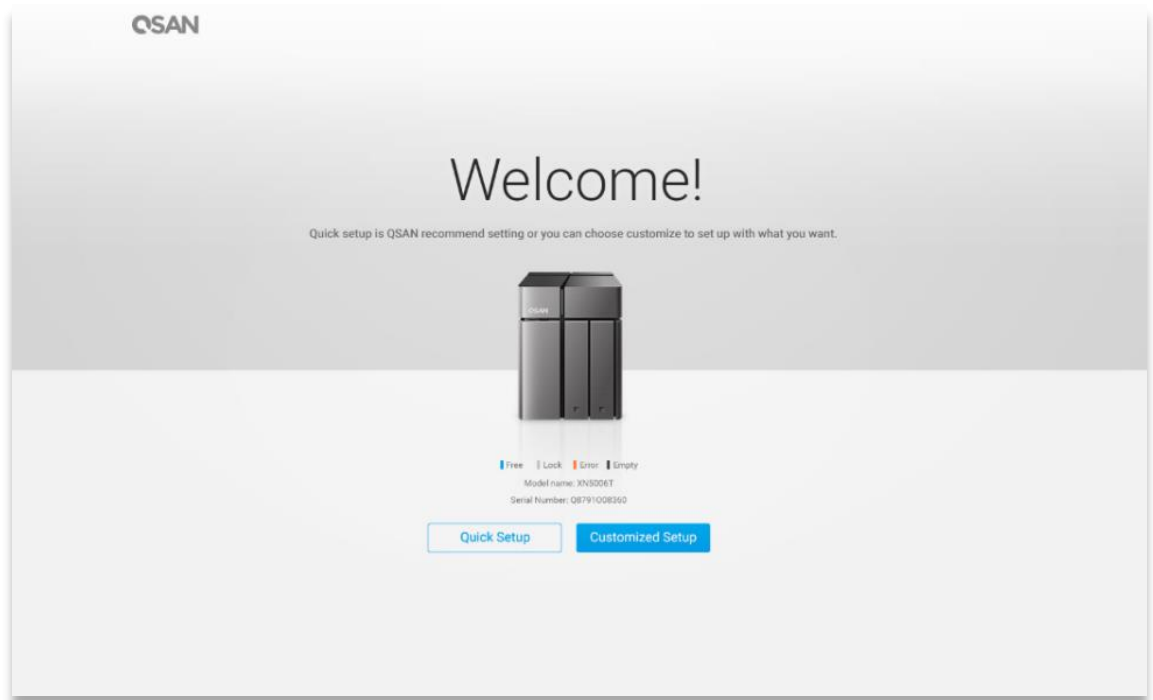 QSAN
Welcome!
Quick setup is QSAN recommend setting or you can choose customize to set up with what you want.
QSAN
Free Lock Error Empty
Model name: XN5006T
Serial Number: Q8791O08360
Quick Setup Customized Setup